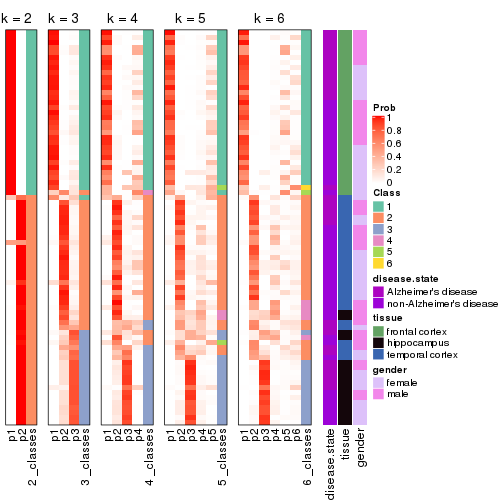 k = 2 k = 3 k = 4 k = 5 k = 6
Prob
1
0.8
0.6
0.4
0.2
0
Class
1
2
3
4
5
6
disease.state
Alzheimer's disease
non-Alzheimer's disease
tissue
frontal cortex
hippocampus
temporal cortex
gender
female
male
p1 p2 2_classes p1 p2 p3 3_classes p1 p2 p3 p4 4_classes p1 p2 p3 p4 p5 5_classes p1 p2 p3 p4 p5 p6 6_classes disease.state tissue gender